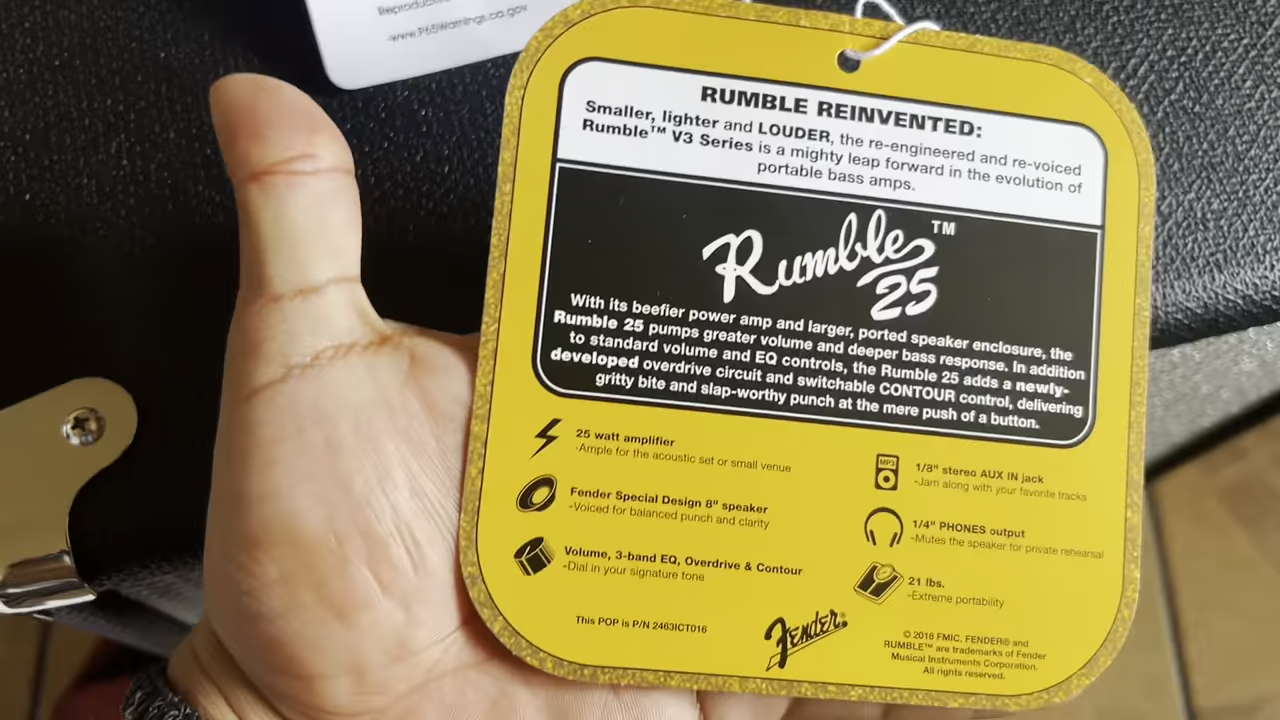 Reproductive
www.P65Warnings.ca.gov
RUMBLE REINVENTED:
Smaller, lighter and LOUDER, the re-engineered and re-voiced
Rumble™ V3 Series is a mighty leap forward in the evolution of
portable bass amps.
Rumble™
25
With its beefier power amp and larger, ported speaker enclosure, the
Rumble 25 pumps greater volume and deeper bass response. In addition
to standard volume and EQ controls, the Rumble 25 adds a newly-
developed overdrive circuit and switchable CONTOUR control, delivering
gritty bite and slap-worthy punch at the mere push of a button.
25 watt amplifier
-Ample for the acoustic set or small venue
Fender Special Design 8" speaker
-Voiced for balanced punch and clarity
Volume, 3-band EQ, Overdrive & Contour
-Dial in your signature tone
MP3
1/8" stereo AUX IN jack
-Jam along with your favorite tracks
1/4" PHONES output
-Mutes the speaker for private rehearsal
21 lbs.
-Extreme portability
This POP is P/N 2463ICT016
Fender®
© 2016 FMIC. FENDER® and
RUMBLE™ are trademarks of Fender
Musical Instruments Corporation.
All rights reserved.